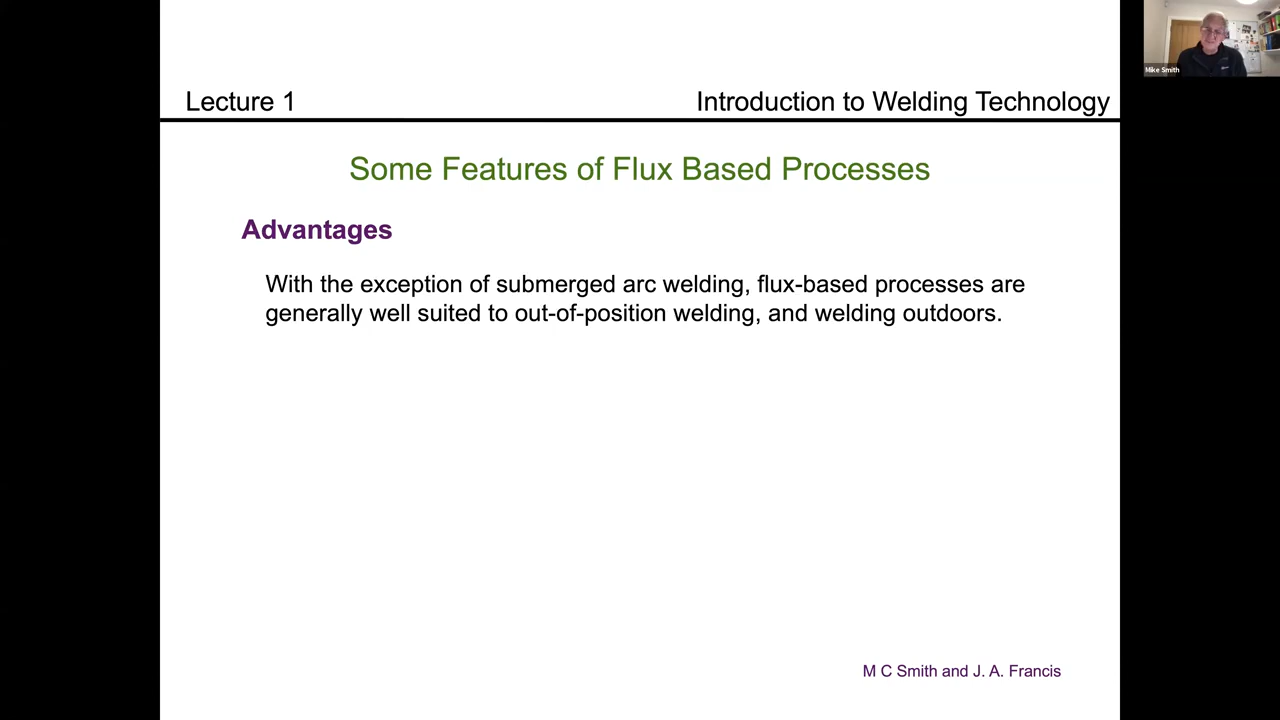 Mike Smith
Lecture 1
Introduction to Welding Technology
Some Features of Flux Based Processes
Advantages
With the exception of submerged arc welding, flux-based processes are
generally well suited to out-of-position welding, and welding outdoors.
M C Smith and J. A. Francis